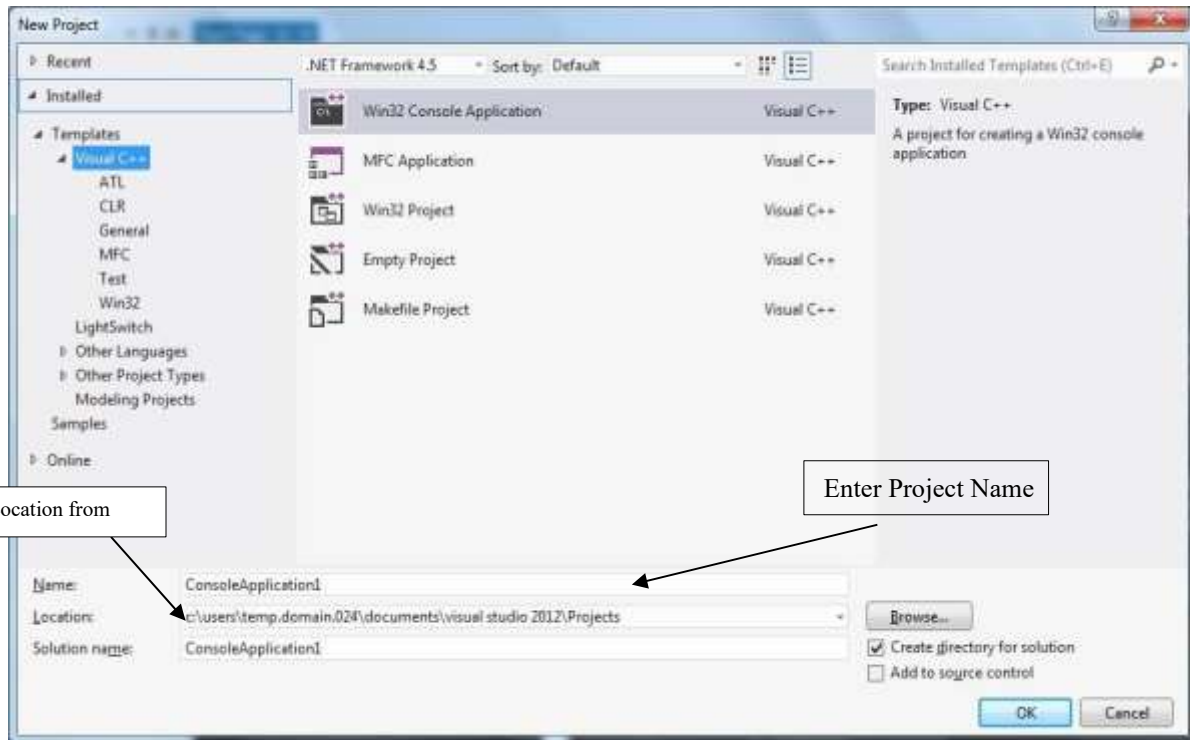 New Project
Recent
.NET Framework 4.5 Sort by: Default
Search Installed Templates (Ctrl+E)
Installed
Templates
Visual C++
ATL
CLR
General
MFC
Test
Win32
LightSwitch
Other Languages
Other Project Types
Modeling Projects
Samples
Online
Win32 Console Application Visual C++
MFC Application Visual C++
Win32 Project Visual C++
Empty Project Visual C++
Makefile Project Visual C++
Type: Visual C++
A project for creating a Win32 console
application
Enter Project Name
from
Name: ConsoleApplication1
Location: c:\users\temp.domain.024\documents\visual studio 2012\Projects
Browse...
Solution name: ConsoleApplication1
Create directory for solution
Add to source control
OK Cancel